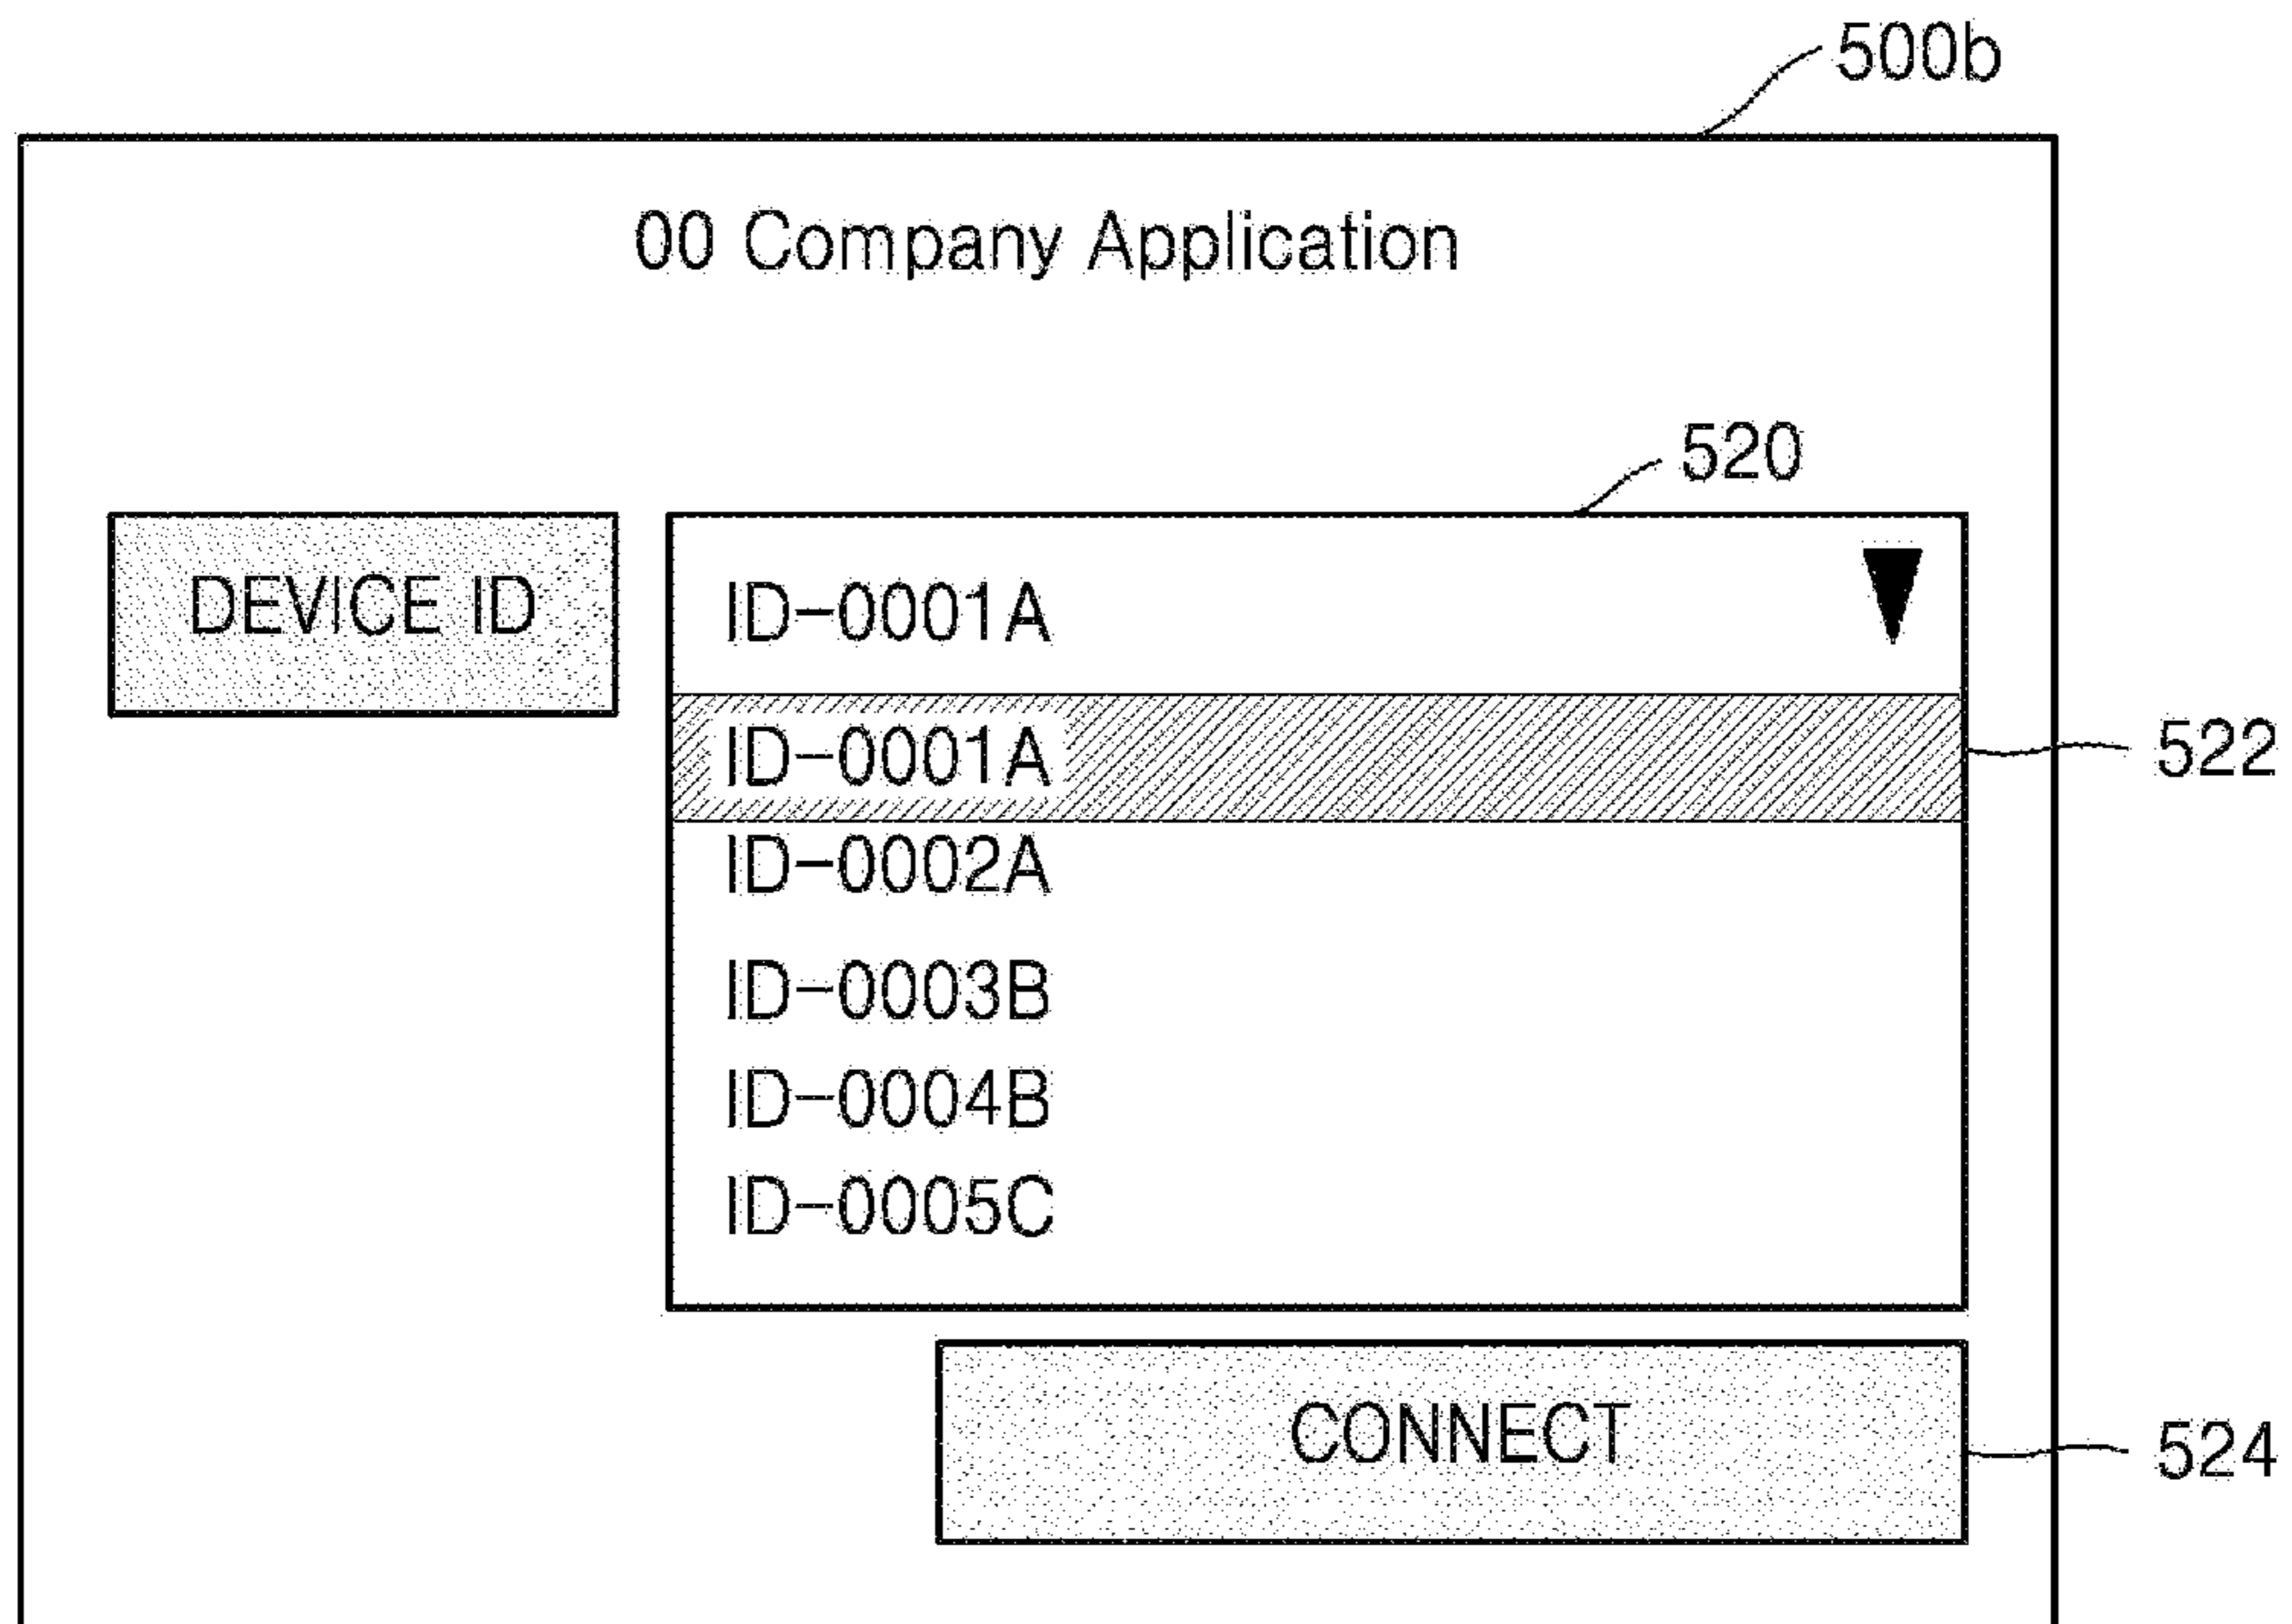 500b
00 Company Application
520
DEVICE ID
ID-0001A
ID-0001A
522
ID-0002A
ID-0003B
ID-0004B
ID-0005C
CONNECT
524